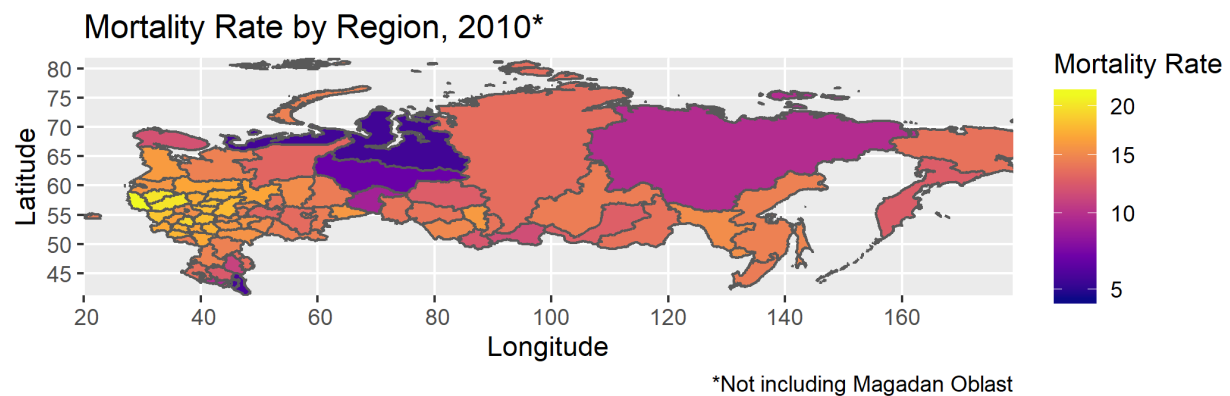 Mortality Rate by Region, 2010*
Mortality Rate
20
15
10
5
Latitude
80
75
70
65
60
55
50
45
20 40 60 80 100 120 140 160
Longitude
*Not including Magadan Oblast